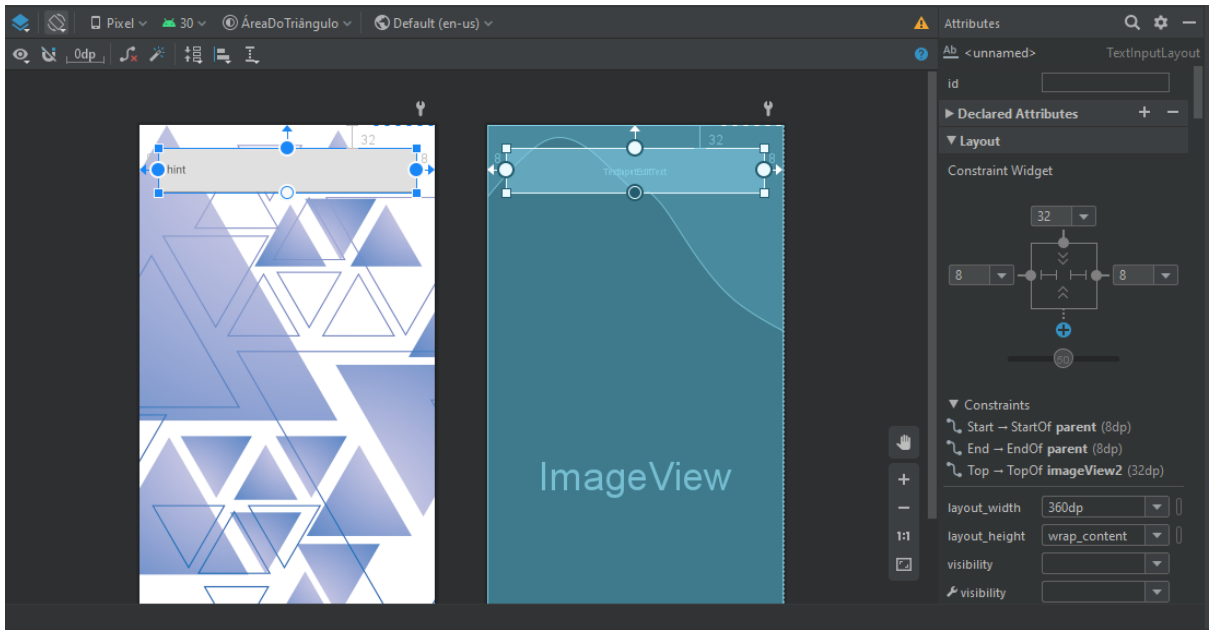 Pixel 30 ÁreaDoTriângulo Default (en-us)
Attributes
0dp
Ab <unnamed> TextInputLayout
id
Declared Attributes
Layout
Constraint Widget
32
8
hint
32
8
8
TextInputEditText
32
8
8
50
Constraints
Start → StartOf parent (8dp)
End → EndOf parent (8dp)
Top → TopOf imageView2 (32dp)
ImageView
layout_width 360dp
layout_height wrap_content
1:1
visibility
visibility